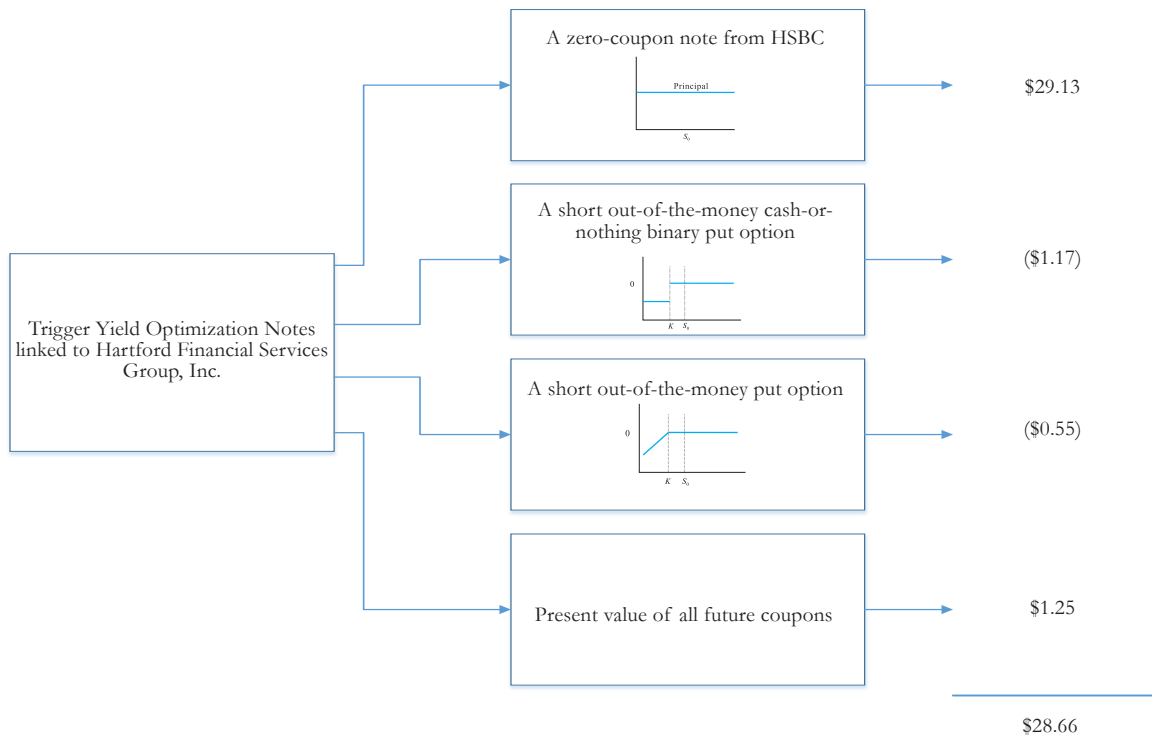 A zero-coupon note from HSBC
Principal
S₀
$29.13
A short out-of-the-money cash-or-
nothing binary put option
0
K S₀
($1.17)
Trigger Yield Optimization Notes
linked to Hartford Financial Services
Group, Inc.
A short out-of-the-money put option
0
K S₀
($0.55)
Present value of all future coupons
$1.25
$28.66